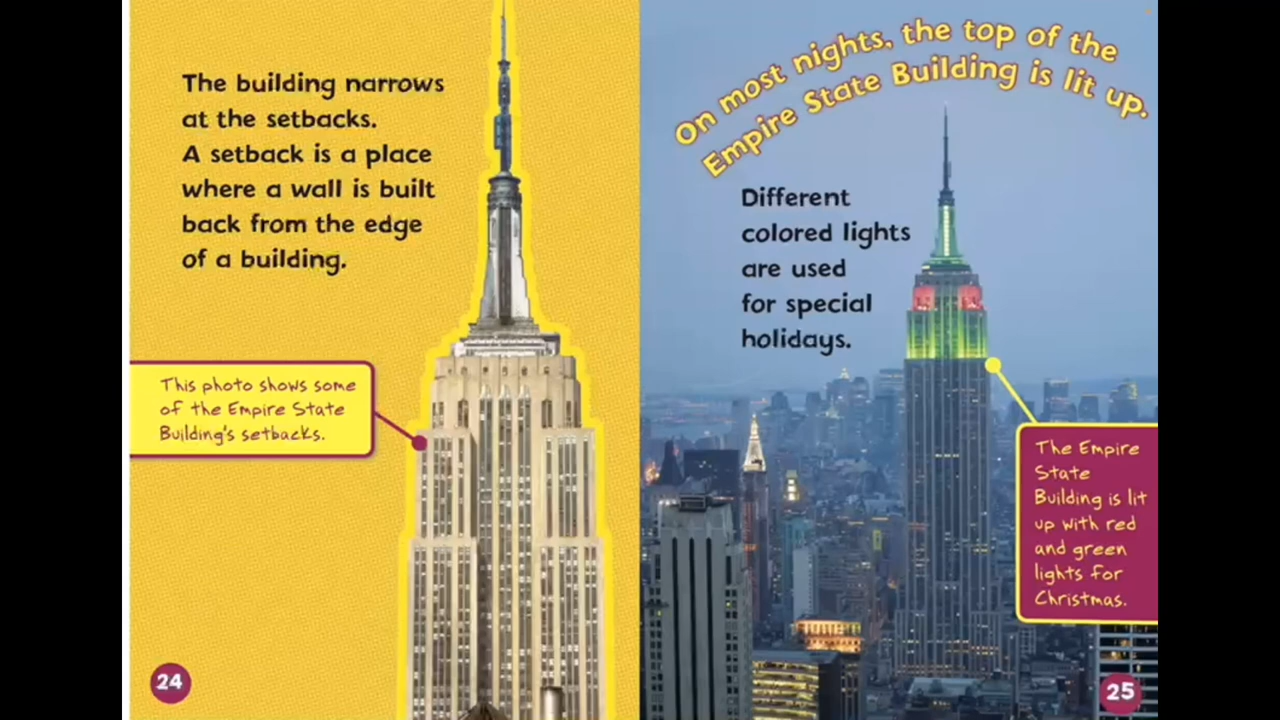 The building narrows
at the setbacks.
A setback is a place
where a wall is built
back from the edge
of a building.
This photo shows some
of the Empire State
Building's setbacks.
24
On most nights, the top of the
Empire State Building is lit up.
Different
colored lights
are used
for special
holidays.
The Empire
State
Building is lit
up with red
and green
lights for
Christmas.
25